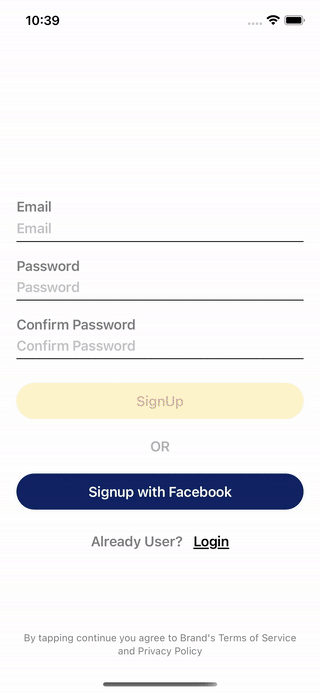 10:39
Email
Email
Password
Password
Confirm Password
Confirm Password
SignUp
OR
Signup with Facebook
Already User? Login
By tapping continue you agree to Brand's Terms of Service
and Privacy Policy